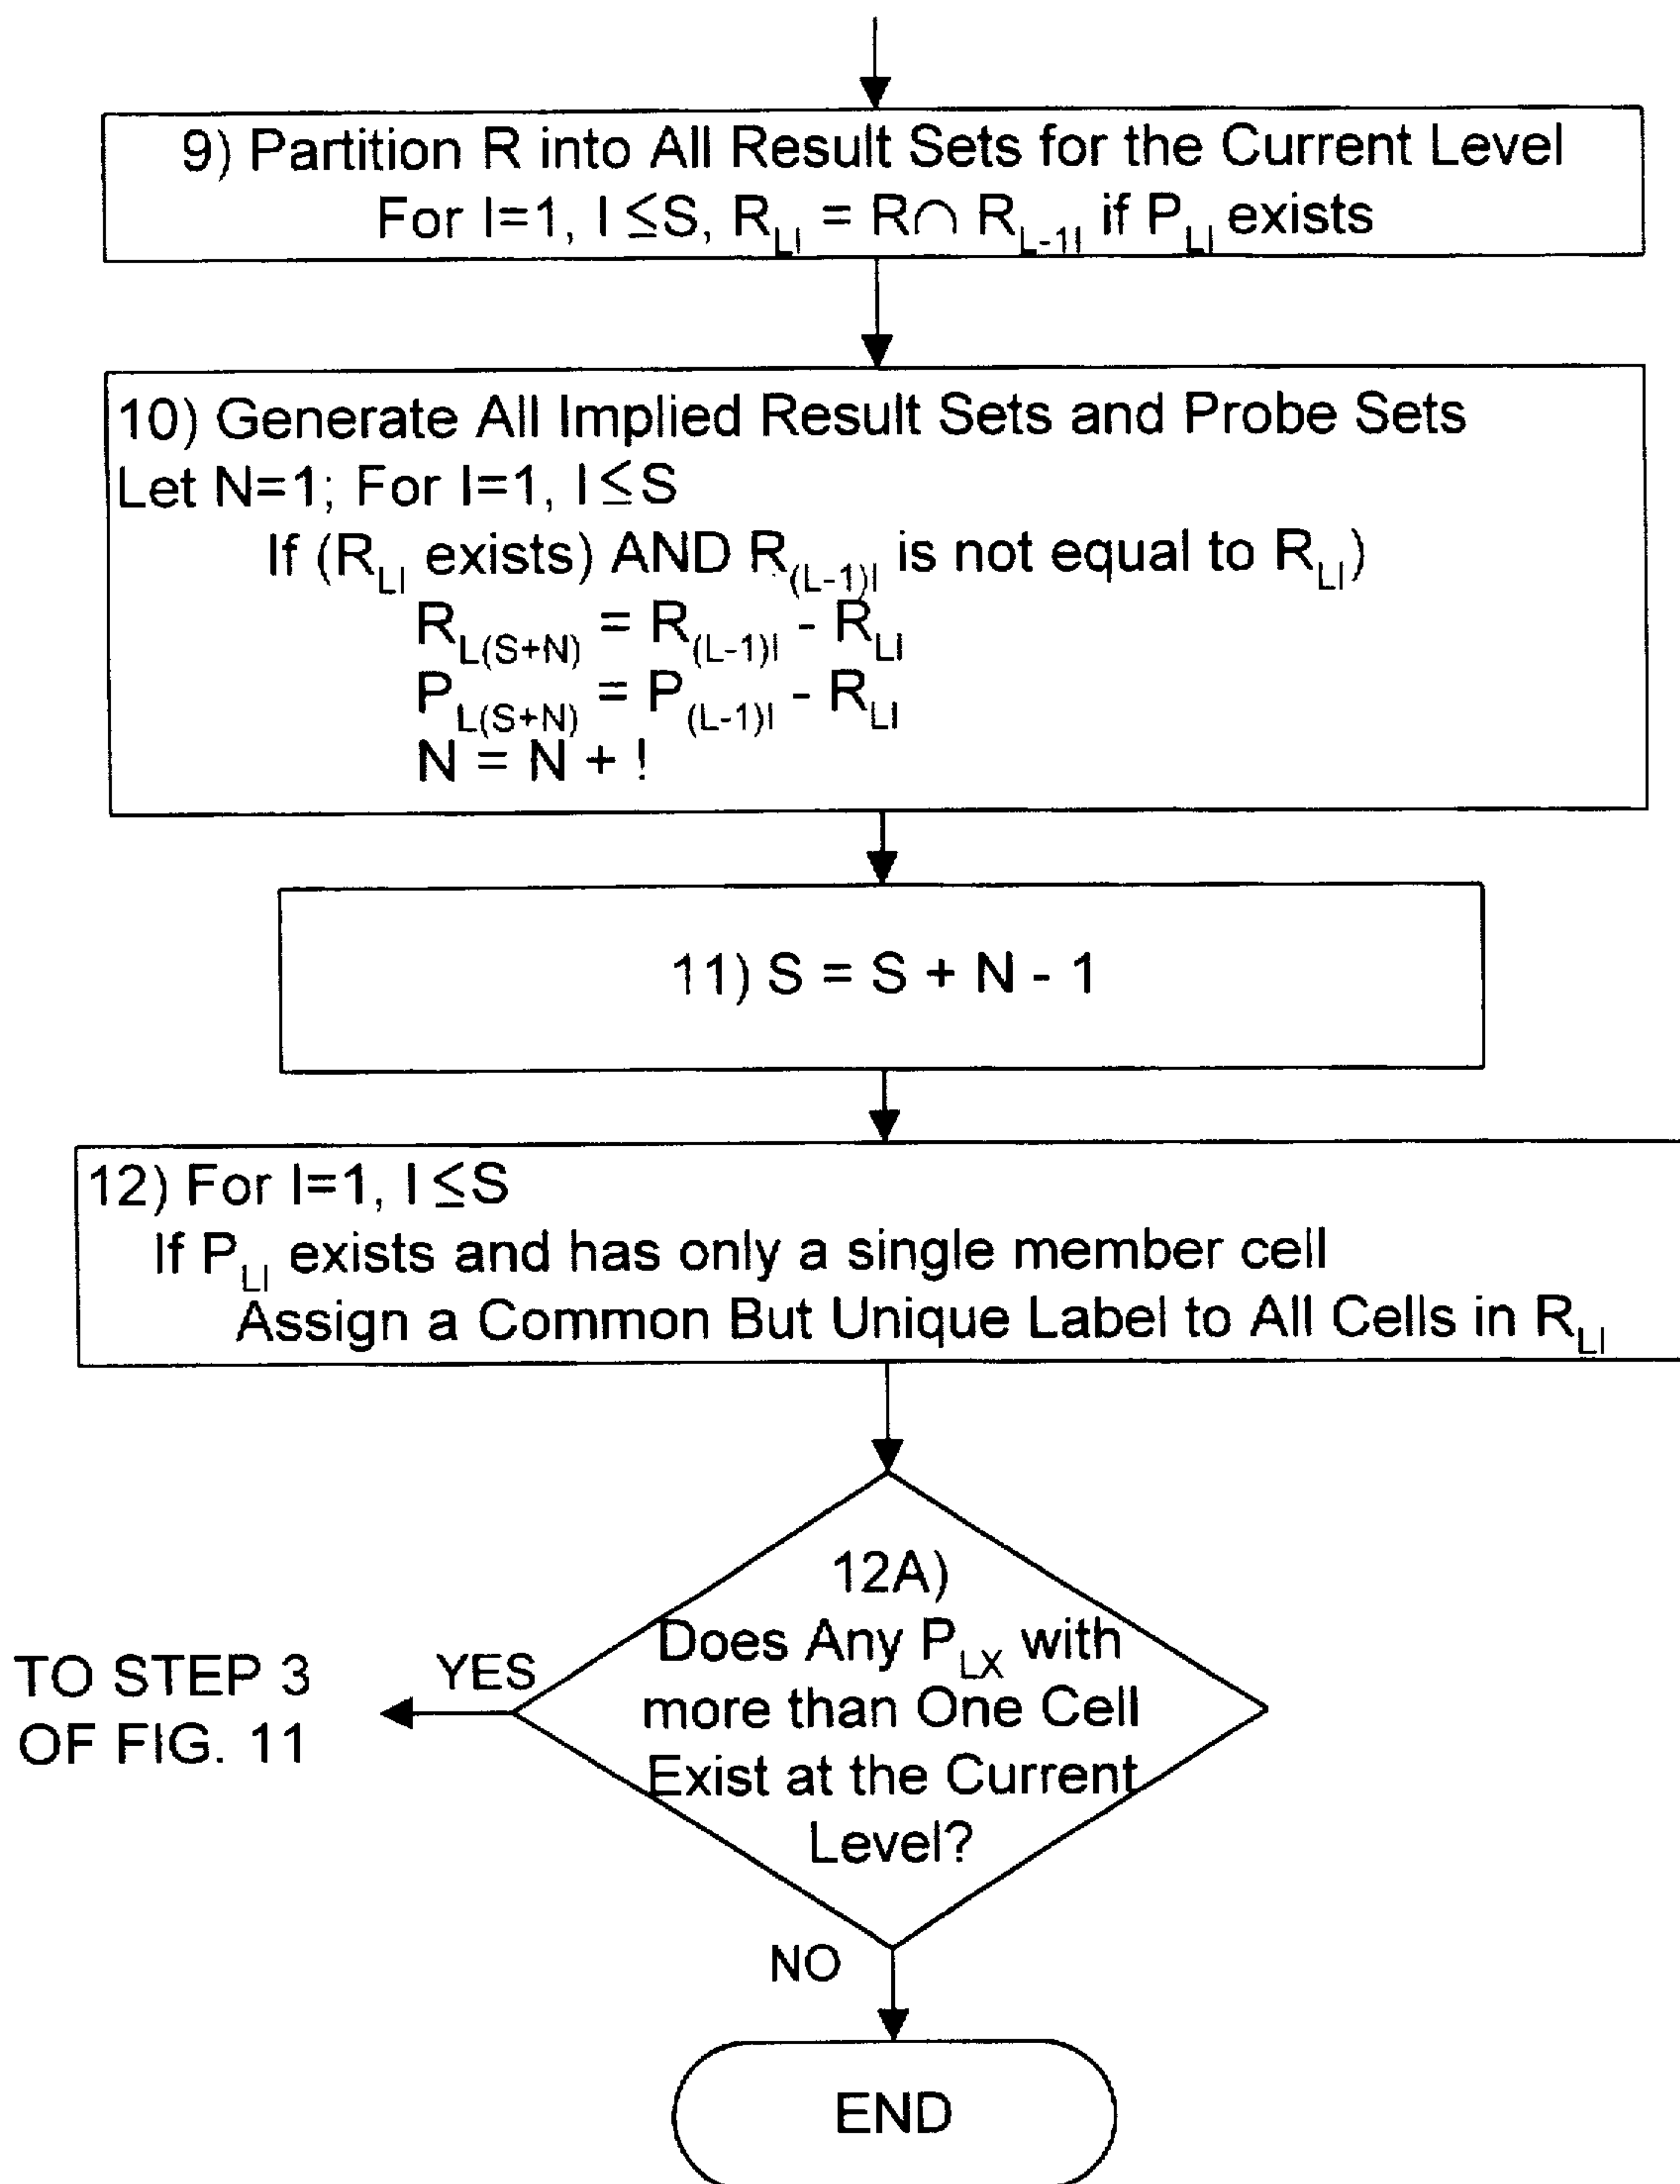 9) Partition R into All Result Sets for the Current Level
For I=1, I ≤S, R_LI = R∩ R_L-1I if P_LI exists
10) Generate All Implied Result Sets and Probe Sets
Let N=1; For I=1, I ≤S
If (R_LI exists) AND R_(L-1)I is not equal to R_LI)
R_L(S+N) = R_(L-1)I - R_LI
P_L(S+N) = P_(L-1)I - R_LI
N = N + !
11) S = S + N - 1
12) For I=1, I ≤S
If P_LI exists and has only a single member cell
Assign a Common But Unique Label to All Cells in R_LI
12A)
Does Any P_LX with
more than One Cell
Exist at the Current
Level?
YES
TO STEP 3
OF FIG. 11
NO
END